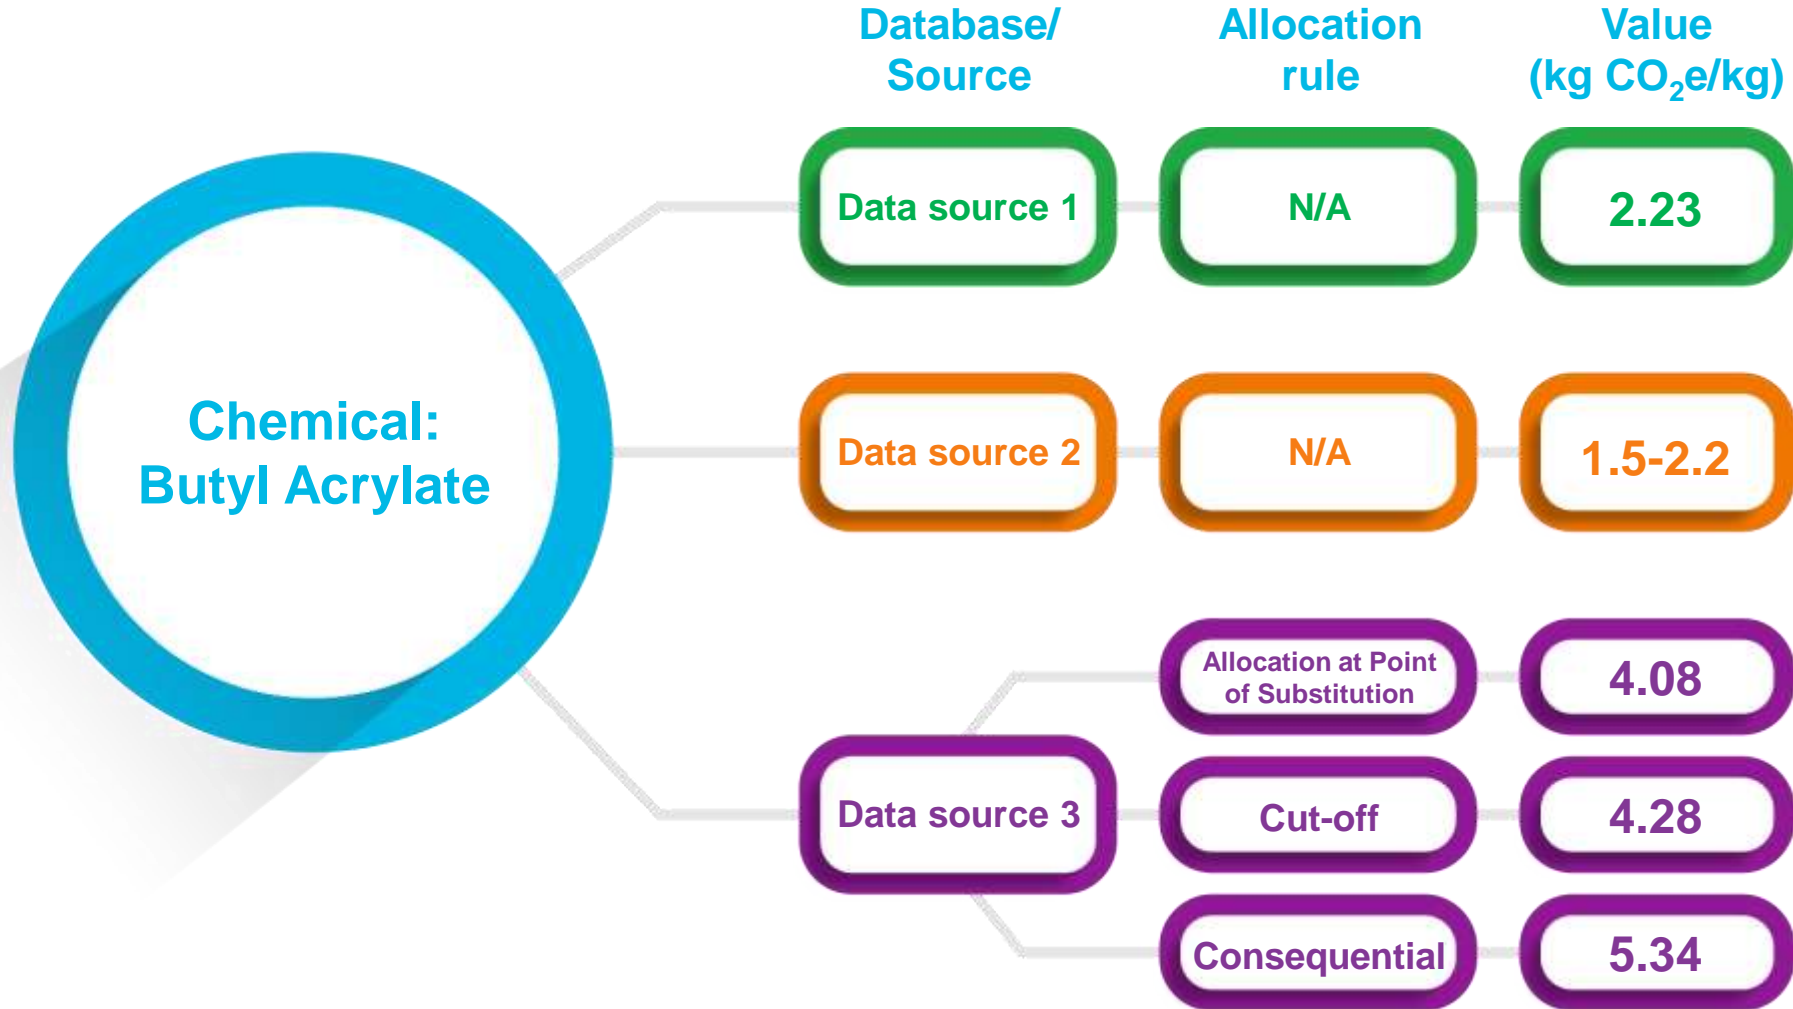 Database/
Source
Allocation
rule
Value
(kg CO₂e/kg)
Chemical:
Butyl Acrylate
Data source 1
N/A
2.23
Data source 2
N/A
1.5-2.2
Data source 3
Allocation at Point
of Substitution
4.08
Cut-off
4.28
Consequential
5.34